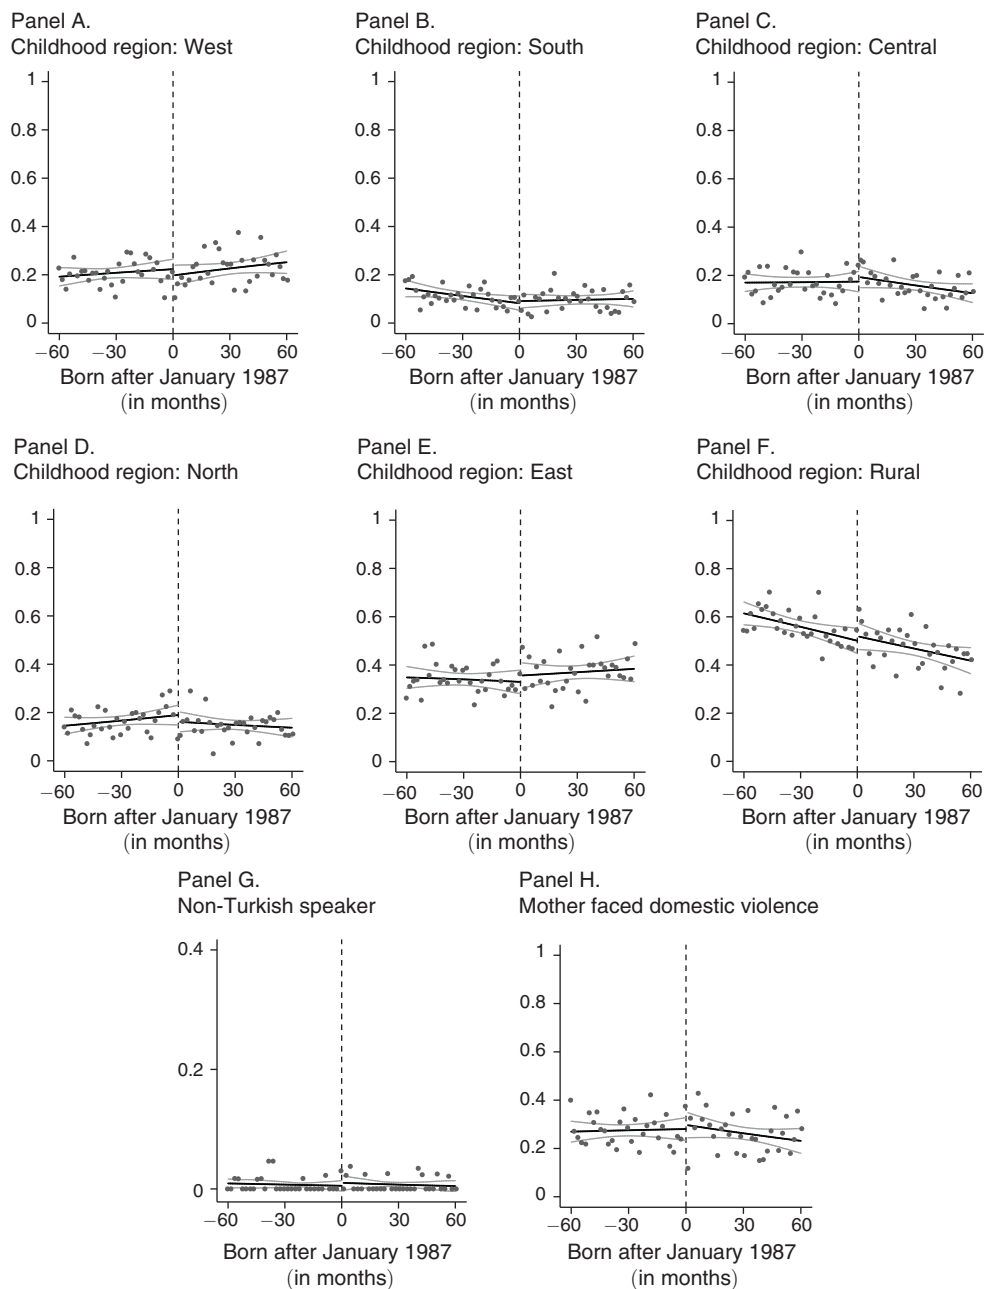 Panel A.
Childhood region: West
1
0.8
0.6
0.4
0.2
0
−60 −30 0 30 60
Born after January 1987
(in months)
Panel B.
Childhood region: South
1
0.8
0.6
0.4
0.2
0
−60 −30 0 30 60
Born after January 1987
(in months)
Panel C.
Childhood region: Central
1
0.8
0.6
0.4
0.2
0
−60 −30 0 30 60
Born after January 1987
(in months)
Panel D.
Childhood region: North
1
0.8
0.6
0.4
0.2
0
−60 −30 0 30 60
Born after January 1987
(in months)
Panel E.
Childhood region: East
1
0.8
0.6
0.4
0.2
0
−60 −30 0 30 60
Born after January 1987
(in months)
Panel F.
Childhood region: Rural
1
0.8
0.6
0.4
0.2
0
−60 −30 0 30 60
Born after January 1987
(in months)
Panel G.
Non-Turkish speaker
0.4
0.2
0
−60 −30 0 30 60
Born after January 1987
(in months)
Panel H.
Mother faced domestic violence
1
0.8
0.6
0.4
0.2
0
−60 −30 0 30 60
Born after January 1987
(in months)